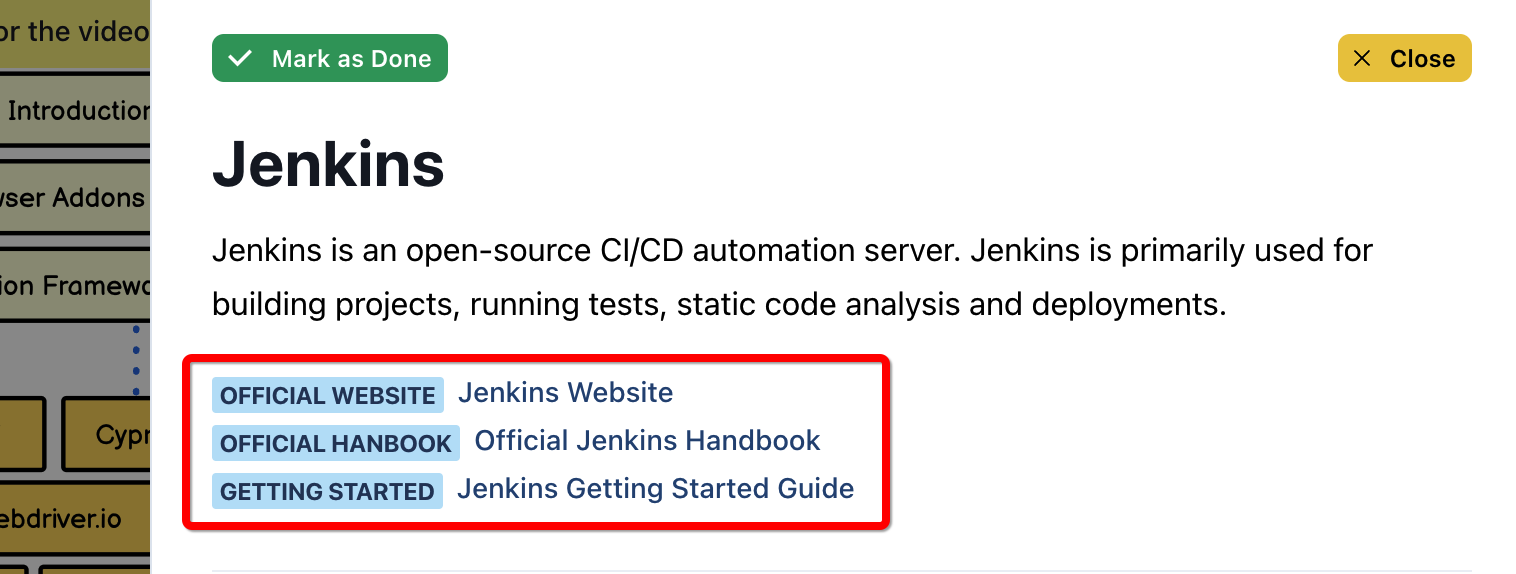 or the video
Mark as Done
Close
Introduction
Jenkins
wser Addons
Jenkins is an open-source CI/CD automation server. Jenkins is primarily used for
building projects, running tests, static code analysis and deployments.
ion Framewo
OFFICIAL WEBSITE Jenkins Website
OFFICIAL HANBOOK Official Jenkins Handbook
Cypr
GETTING STARTED Jenkins Getting Started Guide
ebdriver.io